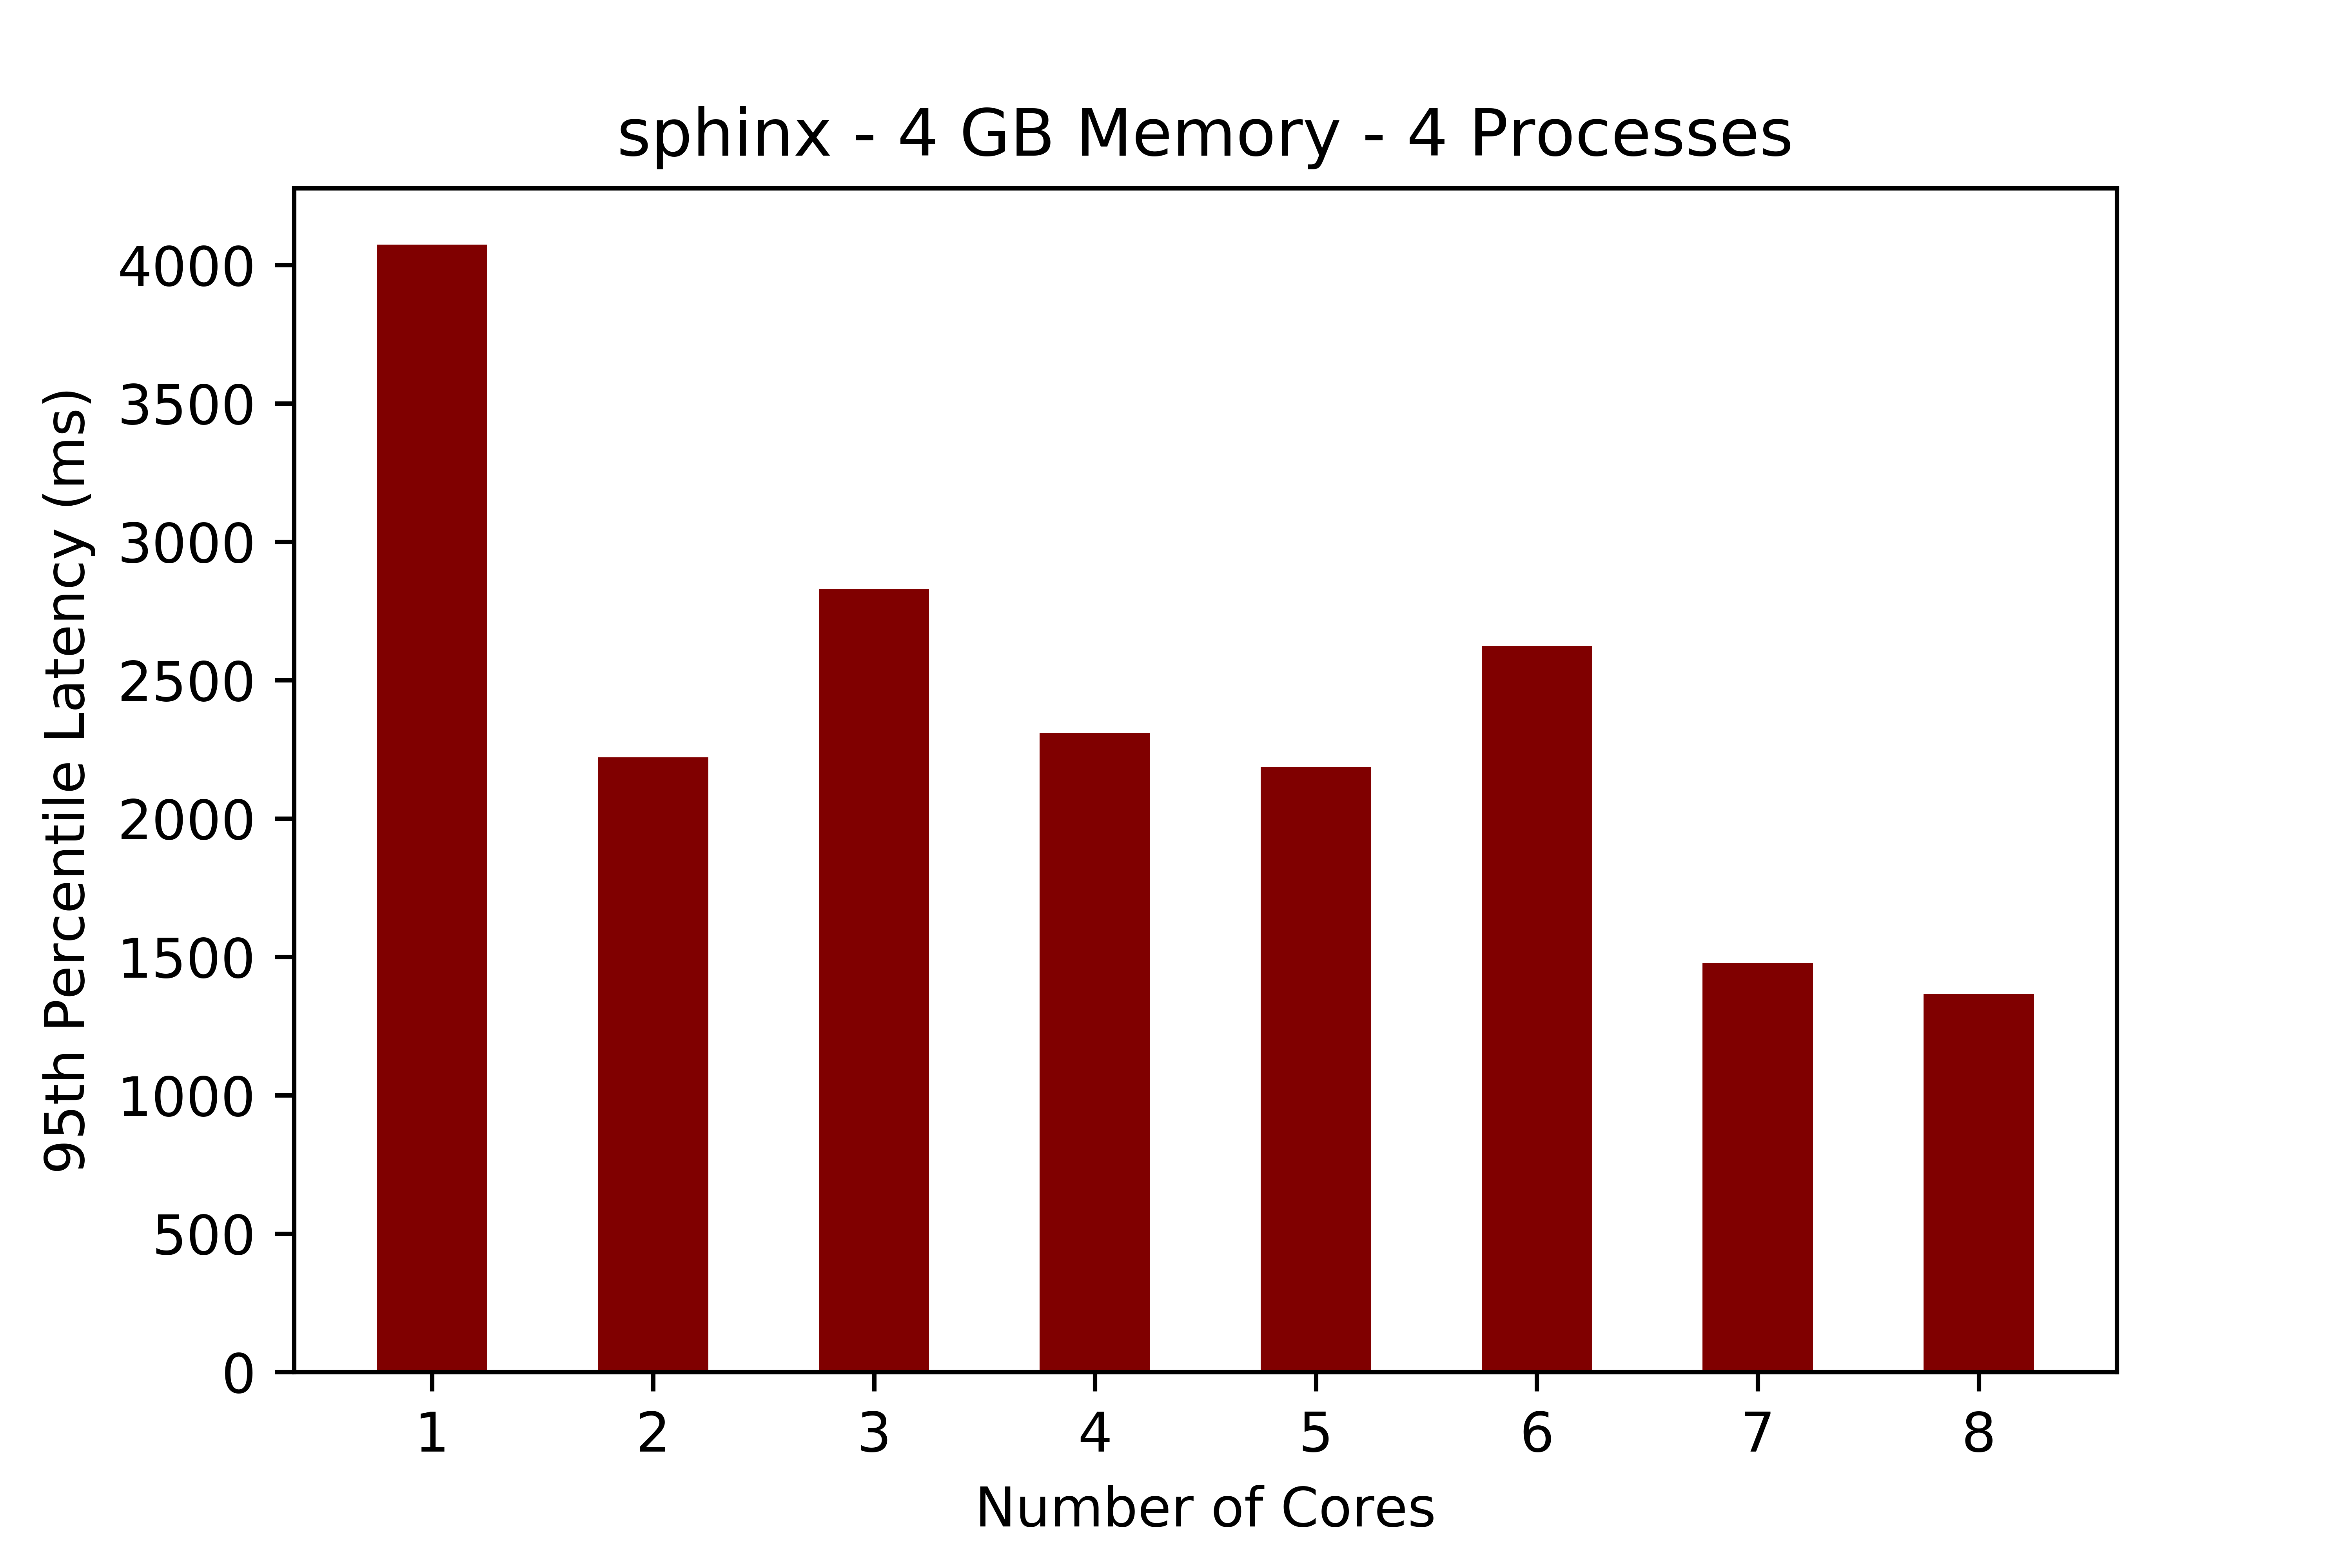 sphinx - 4 GB Memory - 4 Processes
95th Percentile Latency (ms)
4000
3500
3000
2500
2000
1500
1000
500
0
1 2 3 4 5 6 7 8
Number of Cores